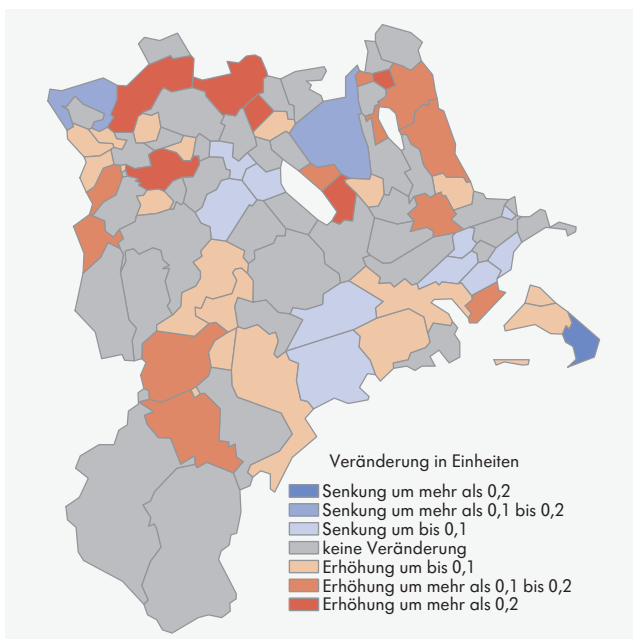 Veränderung in Einheiten
Senkung um mehr als 0,2
Senkung um mehr als 0,1 bis 0,2
Senkung um bis 0,1
keine Veränderung
Erhöhung um bis 0,1
Erhöhung um mehr als 0,1 bis 0,2
Erhöhung um mehr als 0,2